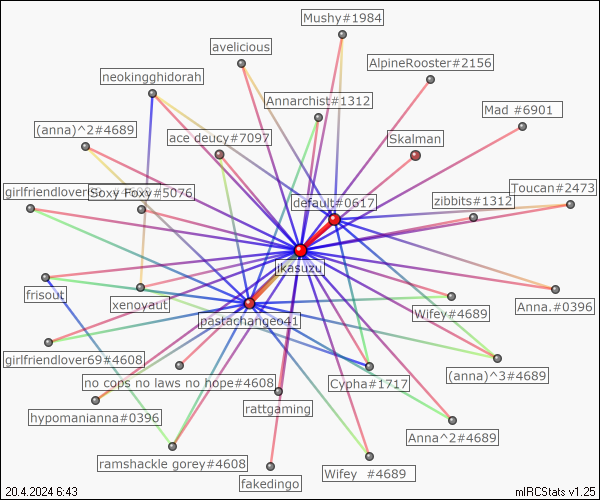 Mushy#1984
avelicious
AlpineRooster#2156
neokingghidorah
Annarchist#1312
Mad #6901
(anna)^2#4689
ace deucy#7097
Skalman
girlfriendlover
Soxy Foxy#5076
Toucan#2473
default#0617
zibbits#1312
jkasuzu
frisout
xenoyaut
Anna.#0396
pastachangeo41
Wifey#4689
girlfriendlover69#4608
(anna)^3#4689
no cops no laws no hope#4608
Cypha#1717
hypomanianna#0396
rattgaming
Anna^2#4689
ramshackle gorey#4608
fakedingo
Wifey #4689
20.4.2024 6:43
mIRCStats v1.25